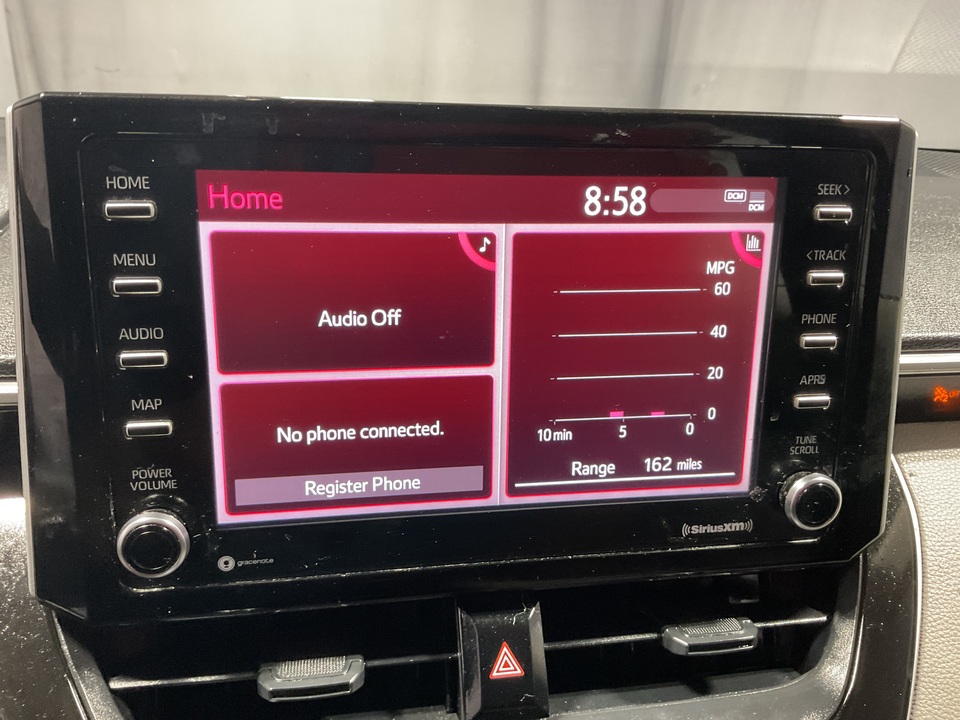 HOME
MENU
AUDIO
MAP
POWER
VOLUME
Home
8:58
DCM
DCM
Audio Off
No phone connected.
Register Phone
MPG
60
40
20
0
10 min 5 0
Range 162 miles
SEEK >
< TRACK
PHONE
APPS
TUNE
SCROLL
gracenote
((SiriusXM))